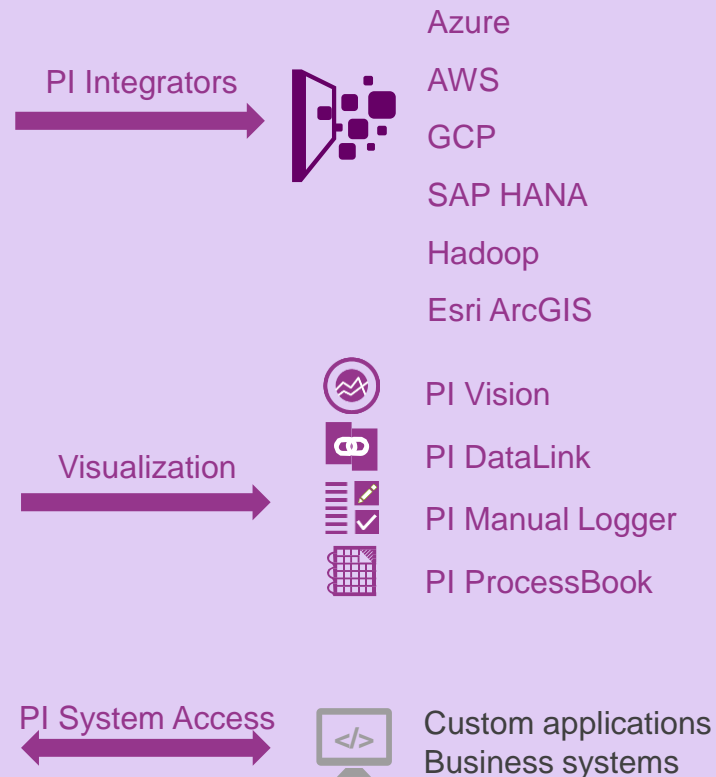 PI Integrators
Azure
AWS
GCP
SAP HANA
Hadoop
Esri ArcGIS
Visualization
PI Vision
PI DataLink
PI Manual Logger
PI ProcessBook
PI System Access
</>
Custom applications
Business systems